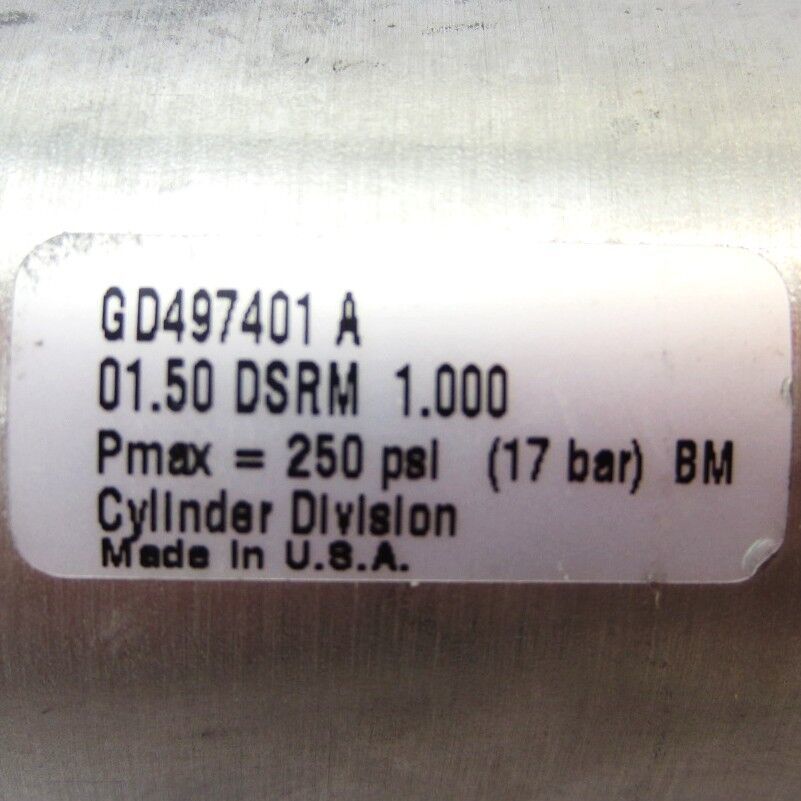 GD497401 A
01.50 DSRM 1.000
Pmax = 250 psi (17 bar) BM
Cylinder Division
Made in U.S.A.